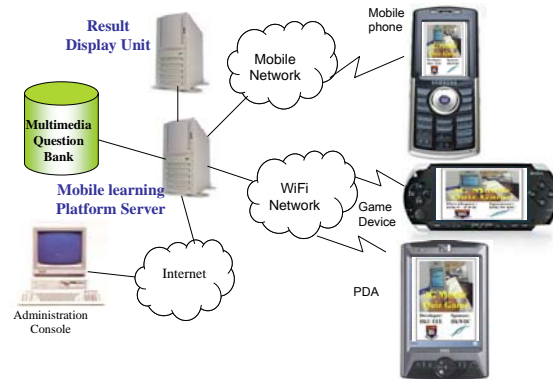 Result
Display Unit
Mobile
Network
Mobile
phone
SAMSUNG
Multimedia
Question
Bank
Mobile learning
Platform Server
WiFi
Network
Game
Device
Internet
PDA
Administration
Console